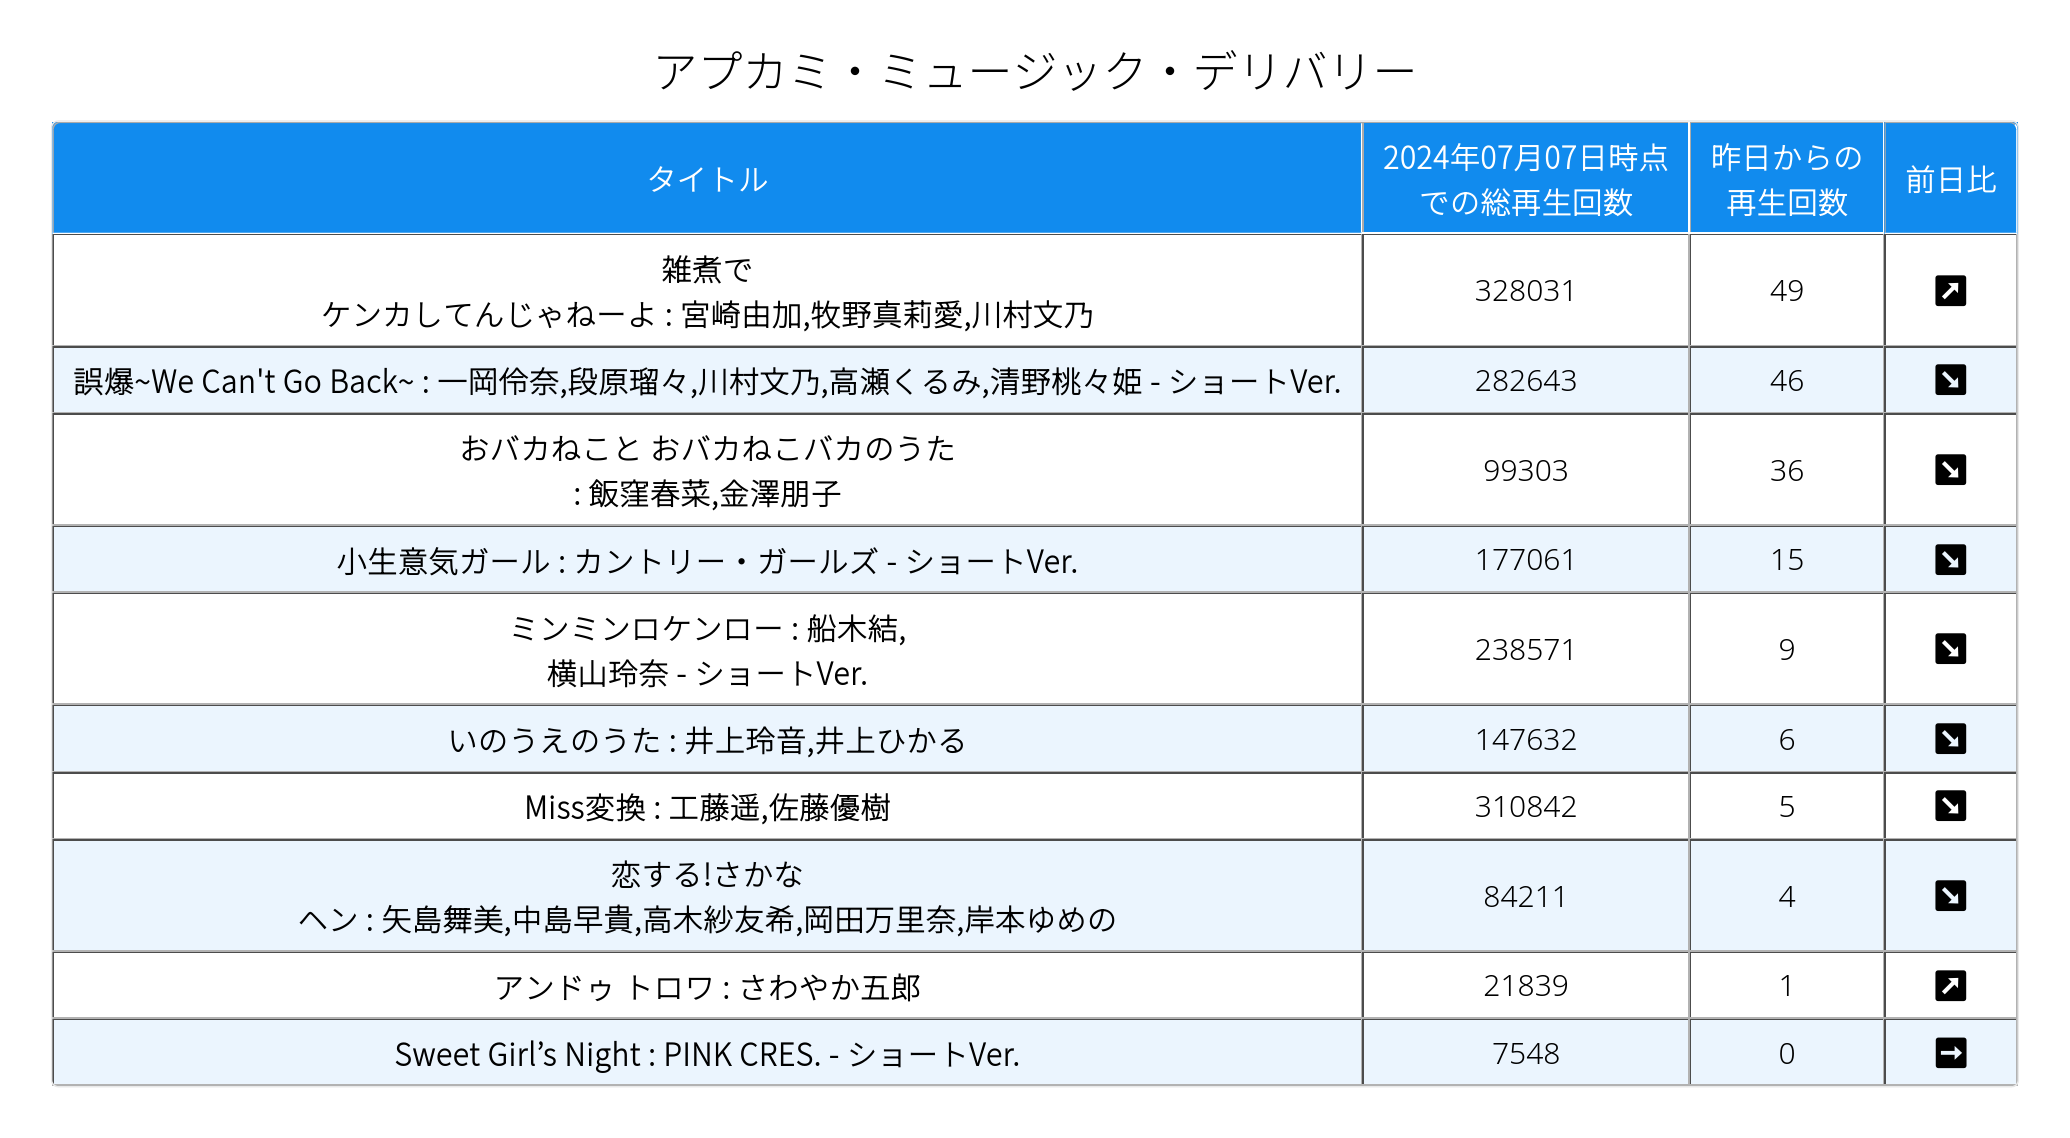 アプカミ・ミュージック・デリバリー
タイトル
2024年07月07日時点
での総再生回数
昨日からの
再生回数
前日比
雑煮で
ケンカしてんじゃねーよ : 宮崎由加,牧野真莉愛,川村文乃
328031
49
↗
誤爆~We Can't Go Back~ : 一岡伶奈,段原瑠々,川村文乃,高瀬くるみ,清野桃々姫 - ショートVer.
282643
46
↘
おバカねこと おバカねこバカのうた
: 飯窪春菜,金澤朋子
99303
36
↘
小生意気ガール : カントリー・ガールズ - ショートVer.
177061
15
↘
ミンミンロケンロー : 船木結,
横山玲奈 - ショートVer.
238571
9
↘
いのうえのうた : 井上玲音,井上ひかる
147632
6
↘
Miss変換 : 工藤遥,佐藤優樹
310842
5
↘
恋する!さかな
ヘン : 矢島舞美,中島早貴,高木紗友希,岡田万里奈,岸本ゆめの
84211
4
↘
アンドゥ トロワ : さわやか五郎
21839
1
↗
Sweet Girl’s Night : PINK CRES. - ショートVer.
7548
0
→